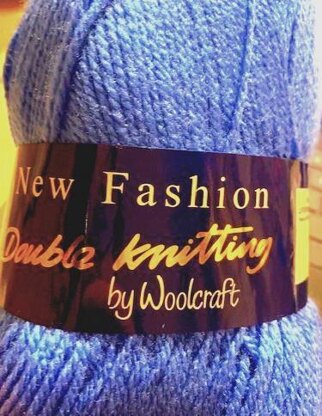 New Fashion
Double Knitting
by Woolcraft